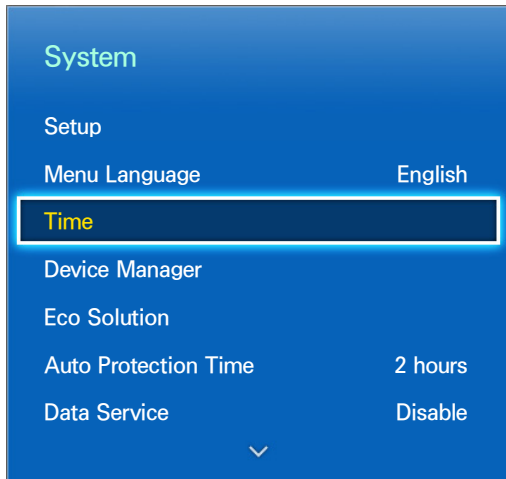 System
Setup
Menu Language English
Time
Device Manager
Eco Solution
Auto Protection Time 2 hours
Data Service Disable